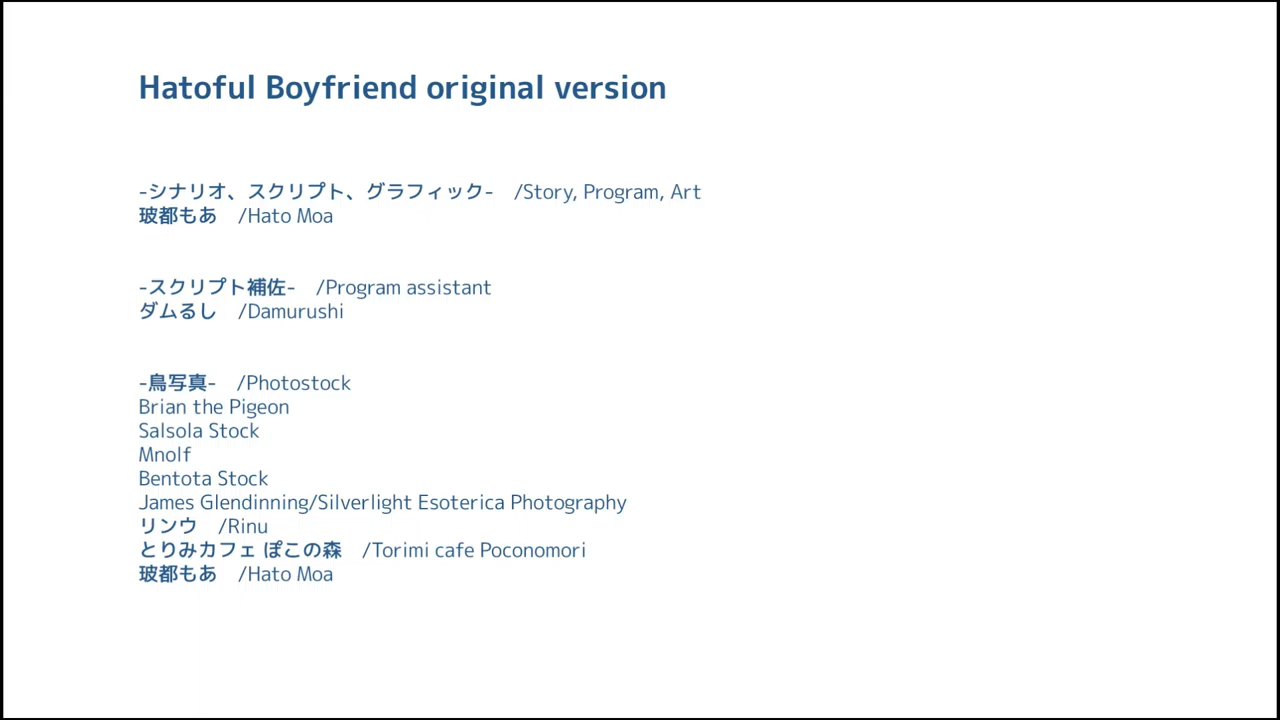 Hatoful Boyfriend original version
-シナリオ、スクリプト、グラフィック-　/Story, Program, Art
玻都もあ　/Hato Moa
-スクリプト補佐-　/Program assistant
ダムるし　/Damurushi
-鳥写真-　/Photostock
Brian the Pigeon
Salsola Stock
Mnolf
Bentota Stock
James Glendinning/Silverlight Esoterica Photography
リンウ　/Rinu
とりみカフェ ぽこの森　/Torimi cafe Poconomori
玻都もあ　/Hato Moa